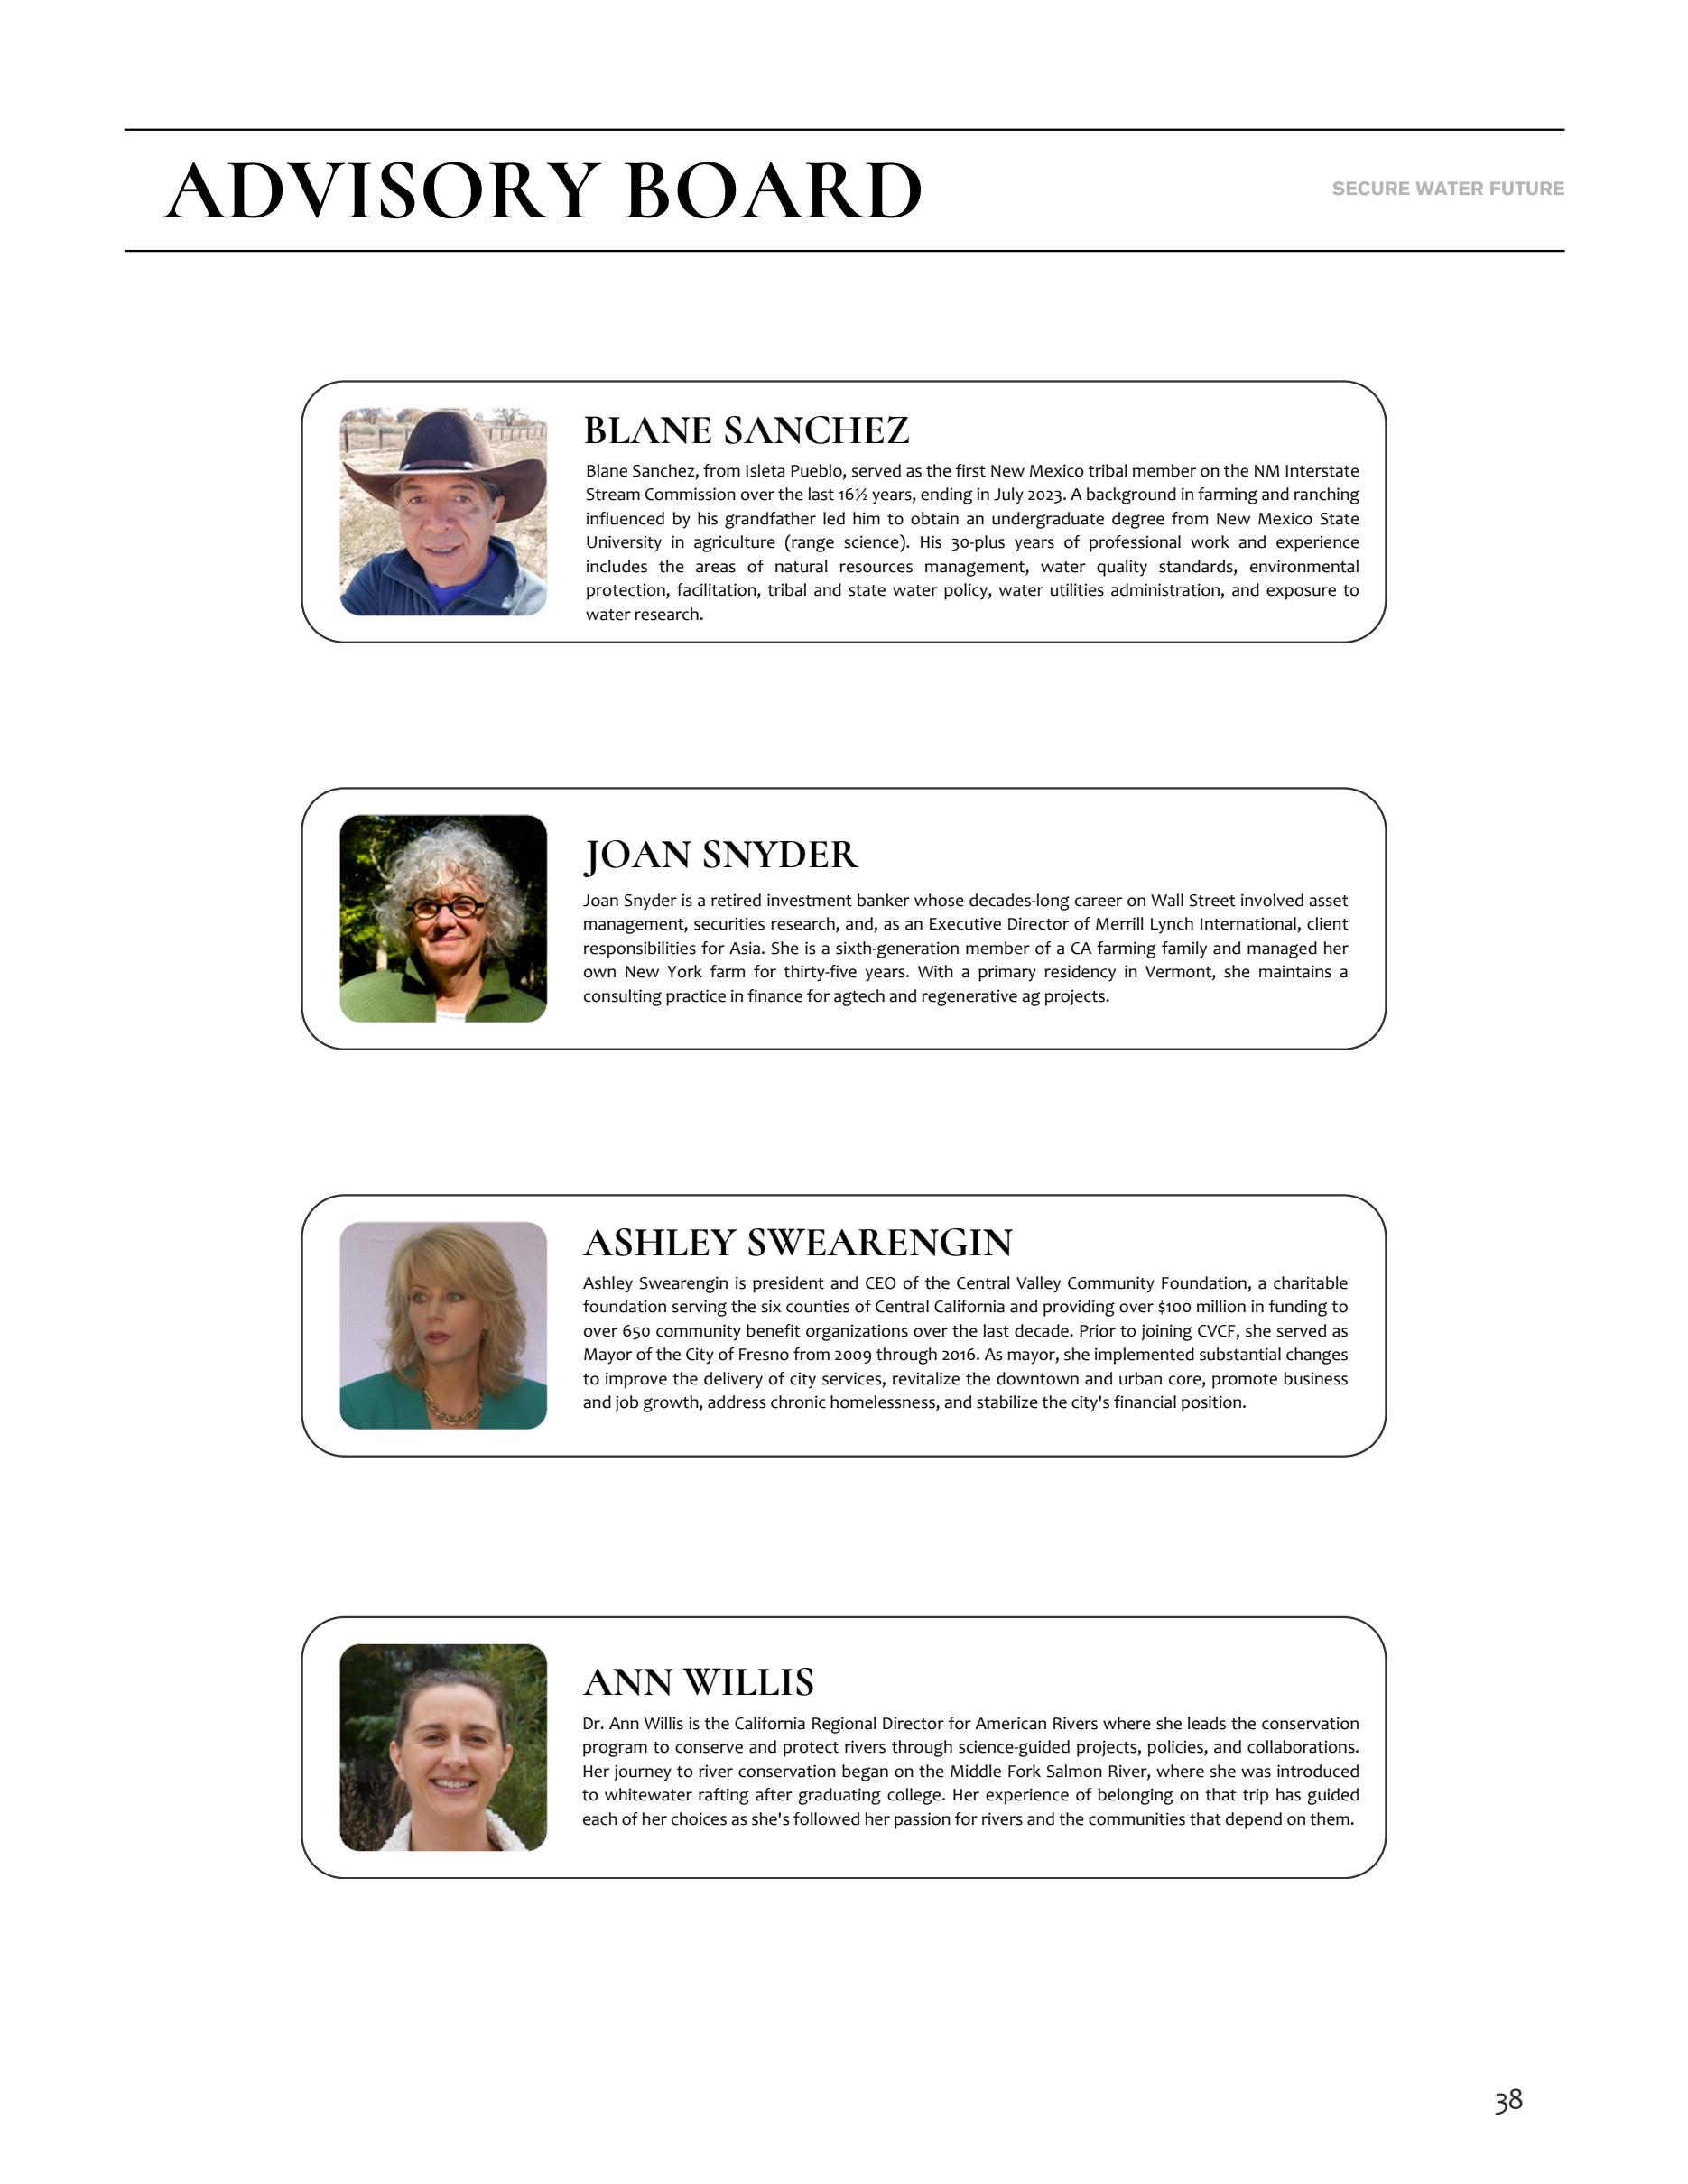 ADVISORY BOARD
SECURE WATER FUTURE
BLANE SANCHEZ
Blane Sanchez, from Isleta Pueblo, served as the first New Mexico tribal member on the NM Interstate
Stream Commission over the last 16½ years, ending in July 2023. A background in farming and ranching
influenced by his grandfather led him to obtain an undergraduate degree from New Mexico State
University in agriculture (range science). His 30-plus years of professional work and experience
includes the areas of natural resources management, water quality standards, environmental
protection, facilitation, tribal and state water policy, water utilities administration, and exposure to
water research.
JOAN SNYDER
Joan Snyder is a retired investment banker whose decades-long career on Wall Street involved asset
management, securities research, and, as an Executive Director of Merrill Lynch International, client
responsibilities for Asia. She is a sixth-generation member of a CA farming family and managed her
own New York farm for thirty-five years. With a primary residency in Vermont, she maintains a
consulting practice in finance for agtech and regenerative ag projects.
ASHLEY SWEARENGIN
Ashley Swearengin is president and CEO of the Central Valley Community Foundation, a charitable
foundation serving the six counties of Central California and providing over $100 million in funding to
over 650 community benefit organizations over the last decade. Prior to joining CVCF, she served as
Mayor of the City of Fresno from 2009 through 2016. As mayor, she implemented substantial changes
to improve the delivery of city services, revitalize the downtown and urban core, promote business
and job growth, address chronic homelessness, and stabilize the city's financial position.
ANN WILLIS
Dr. Ann Willis is the California Regional Director for American Rivers where she leads the conservation
program to conserve and protect rivers through science-guided projects, policies, and collaborations.
Her journey to river conservation began on the Middle Fork Salmon River, where she was introduced
to whitewater rafting after graduating college. Her experience of belonging on that trip has guided
each of her choices as she's followed her passion for rivers and the communities that depend on them.
38